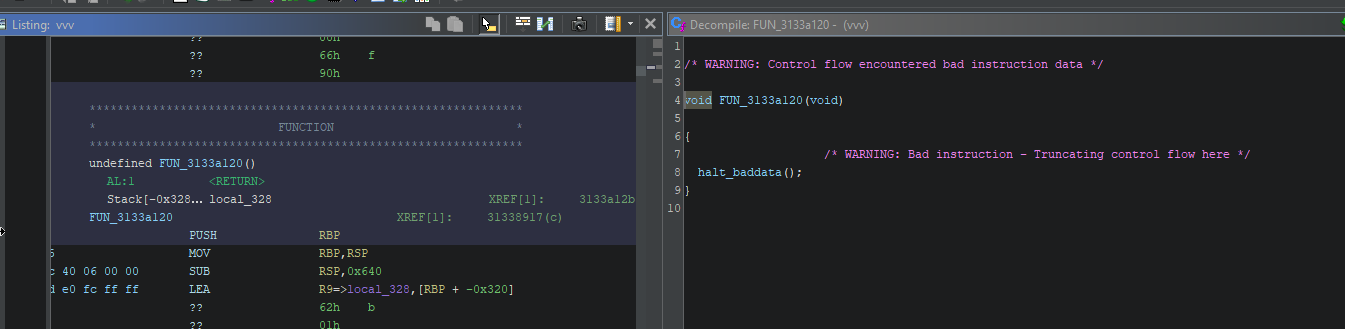 Listing: vvv
?? 66h f
?? 90h
************************************************************
* FUNCTION *
************************************************************
undefined FUN_3133a120()
AL:1 <RETURN>
Stack[-0x328... local_328 XREF[1]: 3133a12b
FUN_3133a120 XREF[1]: 31338917(c)
PUSH RBP
MOV RBP,RSP
40 06 00 00 SUB RSP,0x640
e0 fc ff ff LEA R9=>local_328,[RBP + -0x320]
?? 62h b
?? 01h
Decompile: FUN_3133a120 - (vvv)
1
2 /* WARNING: Control flow encountered bad instruction data */
3
4 void FUN_3133a120(void)
5
6 {
7 /* WARNING: Bad instruction - Truncating control flow here */
8 halt_baddata();
9 }
10